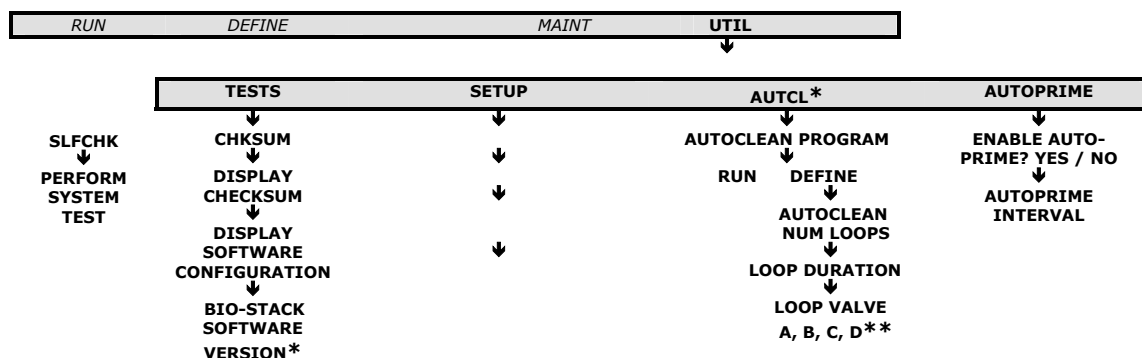 RUN DEFINE MAINT UTIL
TESTS SETUP AUTCL* AUTOPRIME
SLFCHK
PERFORM
SYSTEM
TEST
CHKSUM
DISPLAY
CHECKSUM
DISPLAY
SOFTWARE
CONFIGURATION
BIO-STACK
SOFTWARE
VERSION*
AUTOCLEAN PROGRAM
RUN DEFINE
AUTOCLEAN
NUM LOOPS
LOOP DURATION
LOOP VALVE
A, B, C, D**
ENABLE AUTO-
PRIME? YES / NO
AUTOPRIME
INTERVAL